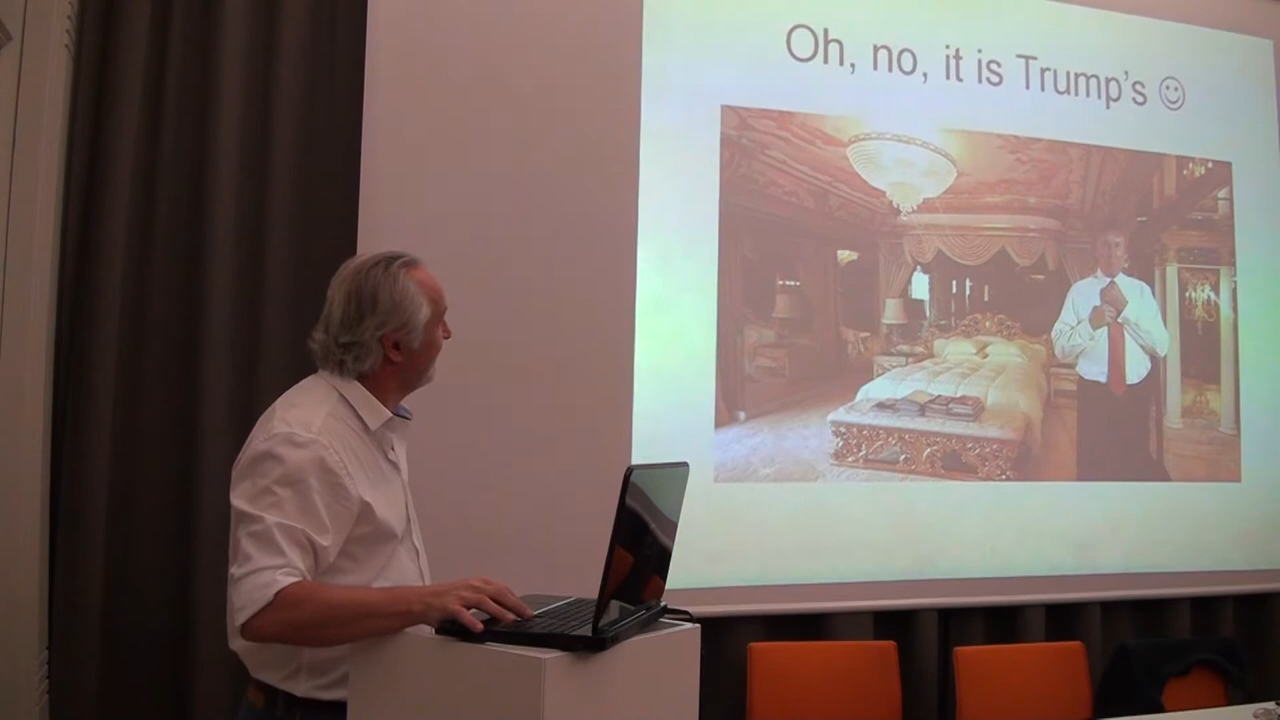 Oh, no, it is Trump's ☺